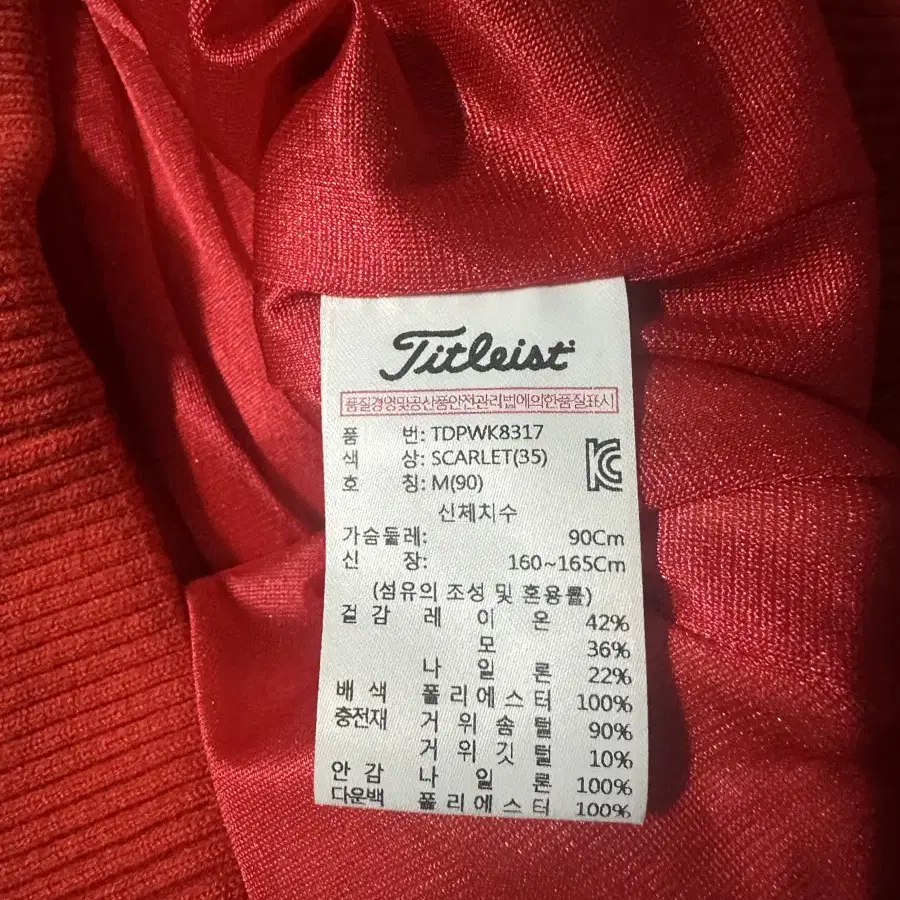 Titleist
품질경영및공산품안전관리법에의한품질표시
품 번: TDPWK8317
색 상: SCARLET(35)
호 칭: M(90)
신체치수
가슴둘레: 90Cm
신 장: 160~165Cm
(섬유의 조성 및 혼용률)
겉감 레 이 온 42%
모 36%
나 일 론 22%
배 색 폴리에스터 100%
충전재 거 위 솜 털 90%
거 위 깃 털 10%
안 감 나 일 론 100%
다운백 폴리에스터 100%